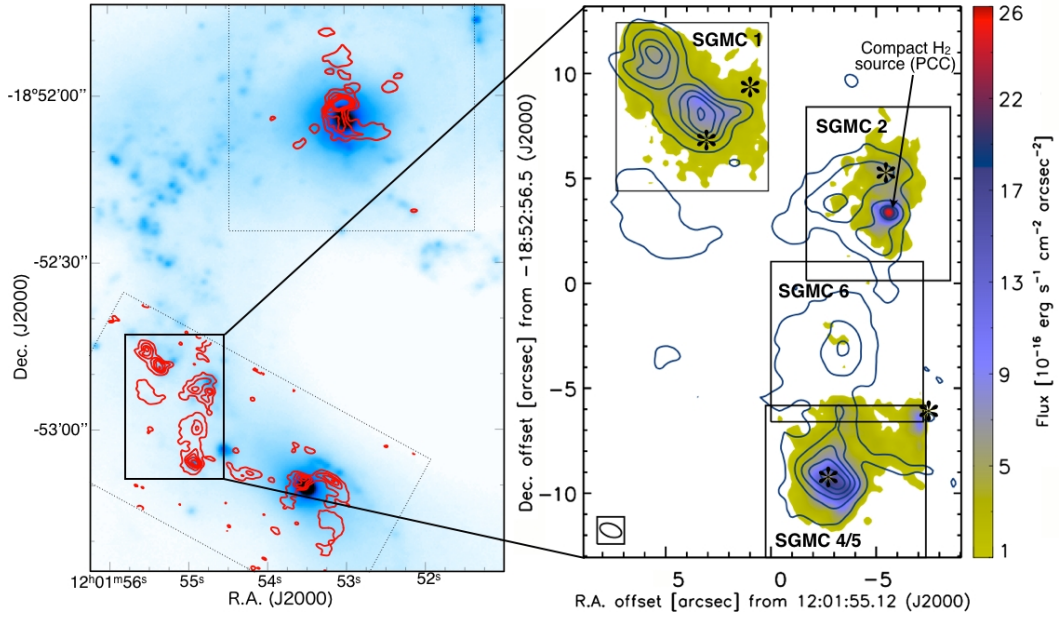 -18°52′00″
-52′30″
-53′00″
Dec. (J2000)
12ʰ01ᵐ56ˢ
55ˢ
54ˢ
53ˢ
52ˢ
R.A. (J2000)
SGMC 1
Compact H₂
source (PCC)
SGMC 2
SGMC 6
SGMC 4/5
10
5
0
−5
−10
Dec. offset [arcsec] from −18:52:56.5 (J2000)
5
0
−5
R.A. offset [arcsec] from 12:01:55.12 (J2000)
26
22
17
13
9
5
1
Flux [10⁻¹⁶ erg s⁻¹ cm⁻² arcsec⁻²]